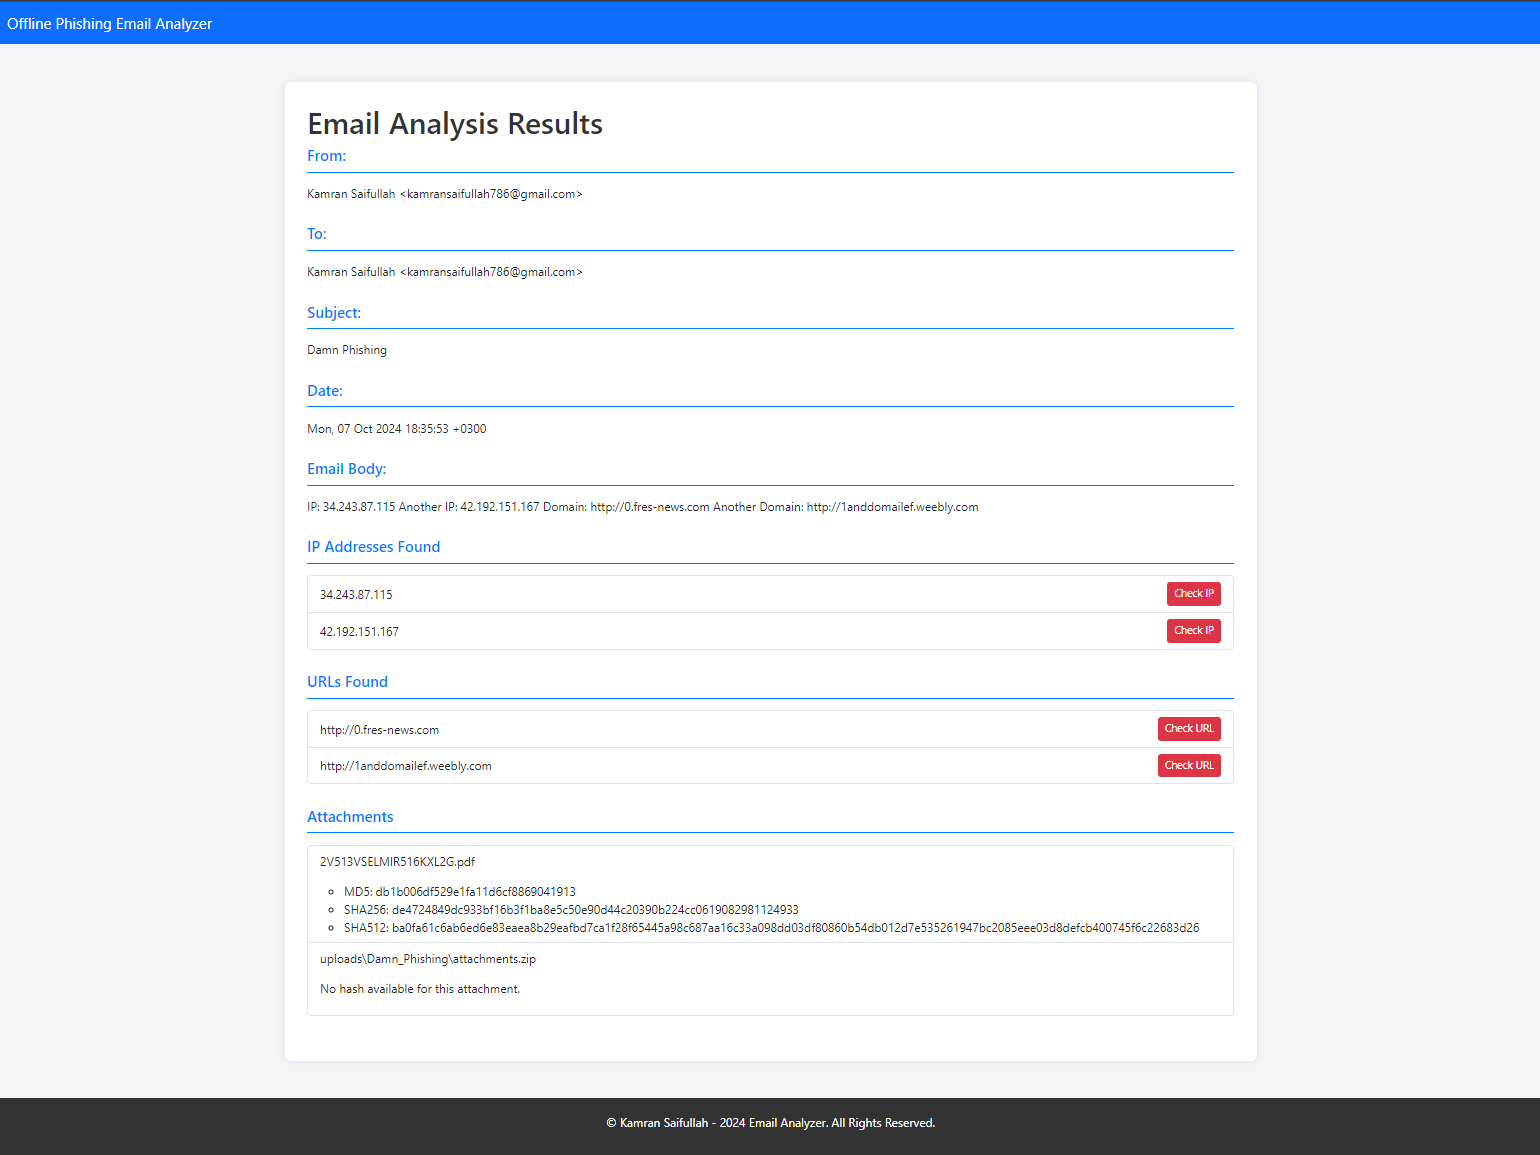 Offline Phishing Email Analyzer
Email Analysis Results
From:
Kamran Saifullah <kamransaifullah786@gmail.com>
To:
Kamran Saifullah <kamransaifullah786@gmail.com>
Subject:
Damn Phishing
Date:
Mon, 07 Oct 2024 18:35:53 +0300
Email Body:
IP: 34.243.87.115 Another IP: 42.192.151.167 Domain: http://0.fres-news.com Another Domain: http://1anddomailef.weebly.com
IP Addresses Found
34.243.87.115 Check IP
42.192.151.167 Check IP
URLs Found
http://0.fres-news.com Check URL
http://1anddomailef.weebly.com Check URL
Attachments
2V513VSELMIR516KXL2G.pdf
MD5: db1b006df529e1fa11d6cf8869041913
SHA256: de4724849dc933bf16b3f1ba8e5c50e90d44c20390b224cc0619082981124933
SHA512: ba0fa61c6ab6ed6e83eaea8b29eafbd7ca1f28f65445a98c687aa16c33a098dd03df80860b54db012d7e535261947bc2085eee03d8defcb400745f6c22683d26
uploads\Damn_Phishing\attachments.zip
No hash available for this attachment.
© Kamran Saifullah - 2024 Email Analyzer. All Rights Reserved.